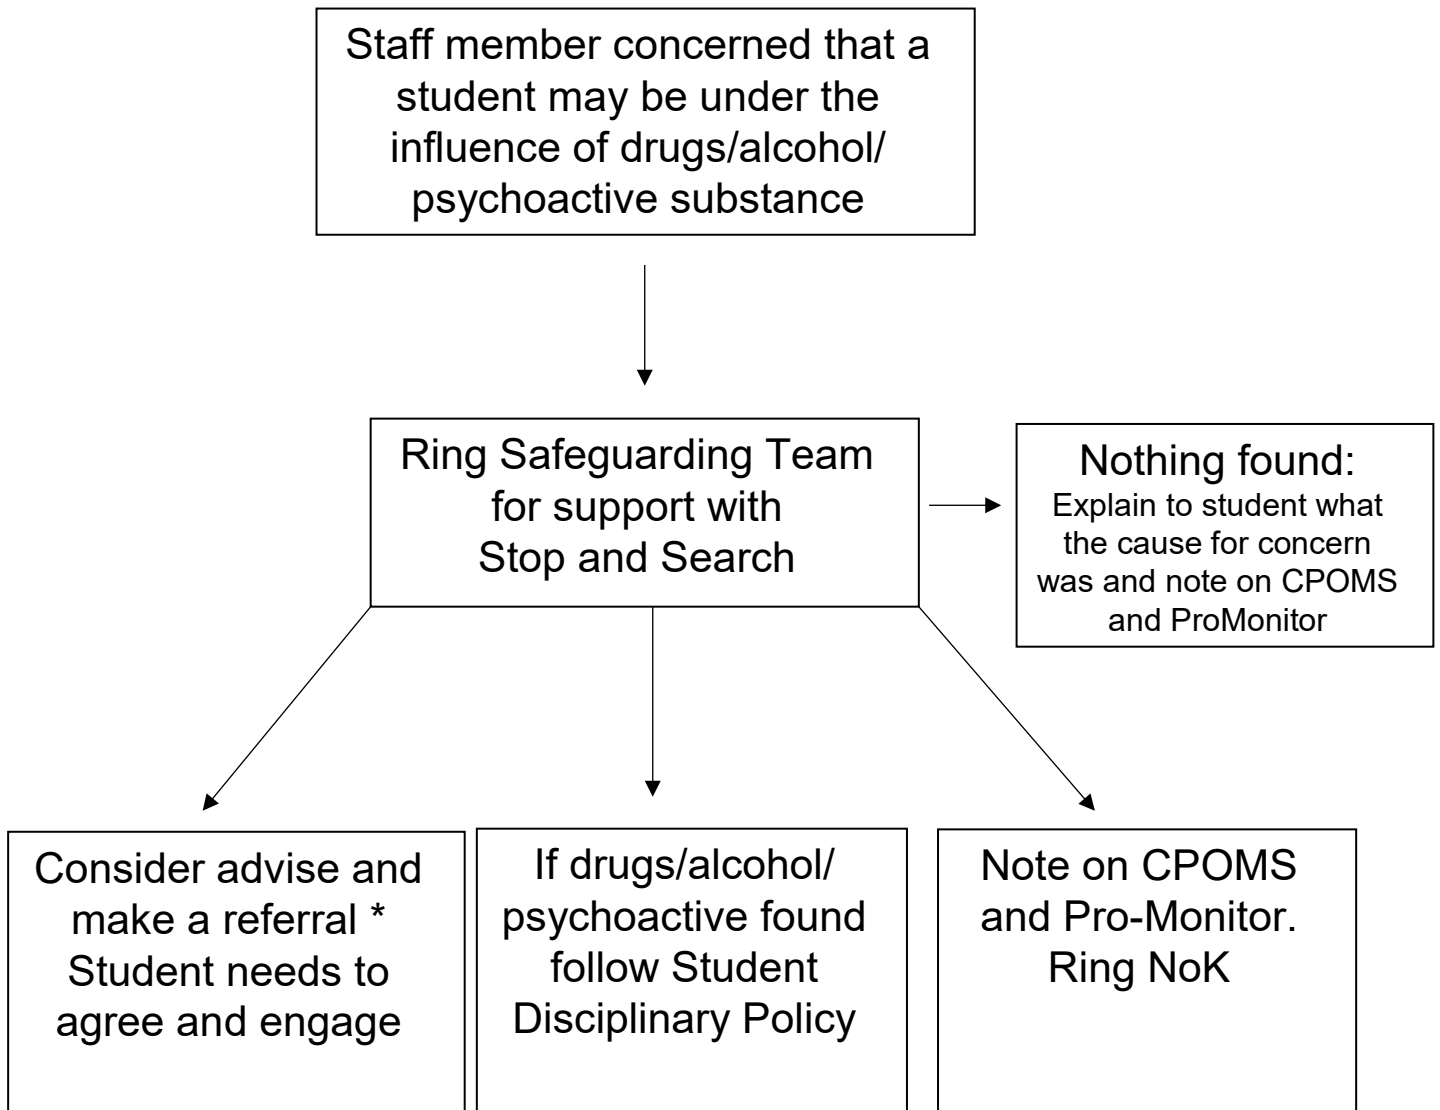 Staff member concerned that a
student may be under the
influence of drugs/alcohol/
psychoactive substance
Ring Safeguarding Team
for support with
Stop and Search
Nothing found:
Explain to student what
the cause for concern
was and note on CPOMS
and ProMonitor
Consider advise and
make a referral *
Student needs to
agree and engage
If drugs/alcohol/
psychoactive found
follow Student
Disciplinary Policy
Note on CPOMS
and Pro-Monitor.
Ring NoK